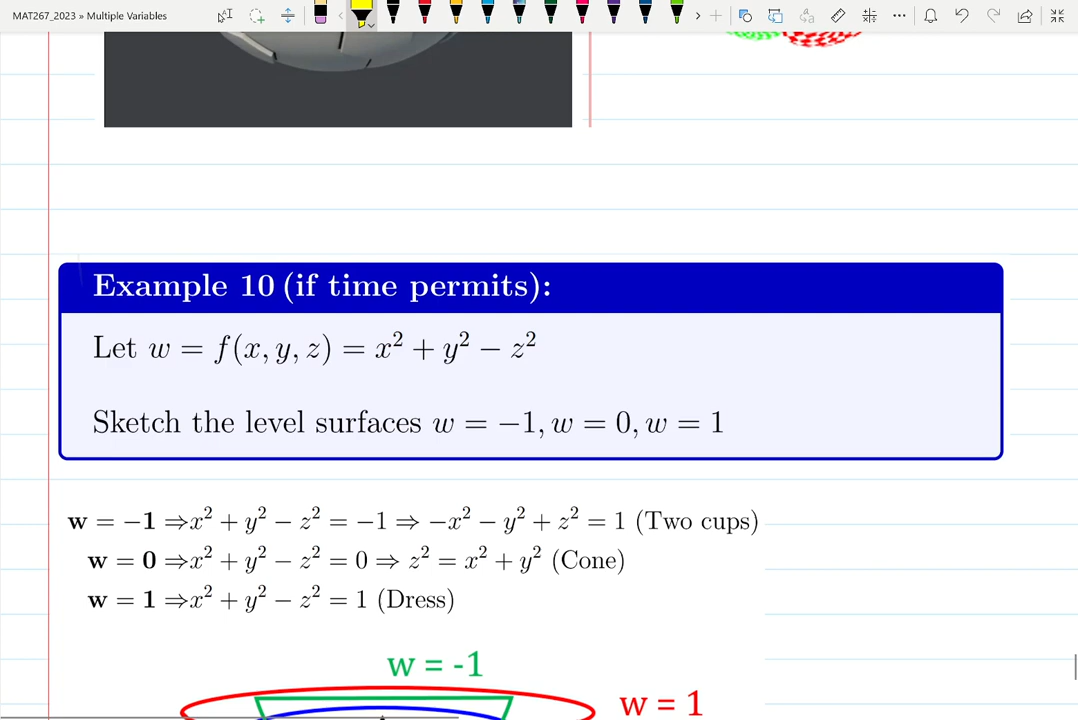 MAT267_2023 » Multiple Variables
Example 10 (if time permits):
Let w = f(x, y, z) = x² + y² − z²
Sketch the level surfaces w = −1, w = 0, w = 1
w = −1 ⇒x² + y² − z² = −1 ⇒ −x² − y² + z² = 1 (Two cups)
w = 0 ⇒x² + y² − z² = 0 ⇒ z² = x² + y² (Cone)
w = 1 ⇒x² + y² − z² = 1 (Dress)
w = -1
w = 1